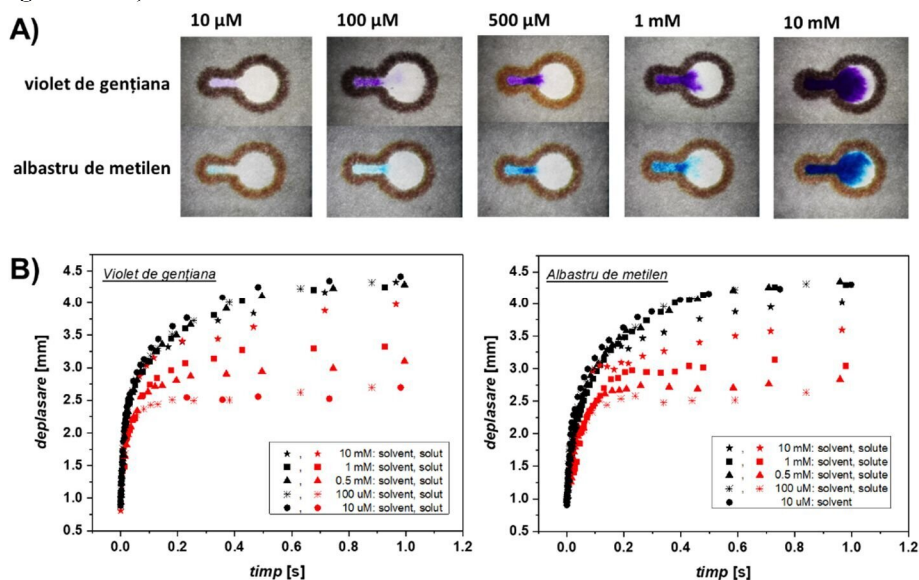 A)
10 µM 100 µM 500 µM 1 mM 10 mM
violet de gențiana
albastru de metilen
B)
Violet de gențiana
deplasare [mm]
4.5
4.0
3.5
3.0
2.5
2.0
1.5
1.0
0.5
10 mM: solvent, solut
1 mM: solvent, solut
0.5 mM: solvent, solut
100 uM: solvent, solut
10 uM: solvent, solut
0.0 0.2 0.4 0.6 0.8 1.0 1.2
timp [s]
Albastru de metilen
deplasare [mm]
4.5
4.0
3.5
3.0
2.5
2.0
1.5
1.0
0.5
10 mM: solvent, solute
1 mM: solvent, solute
0.5 mM: solvent, solute
100 uM: solvent, solute
10 uM: solvent
0.0 0.2 0.4 0.6 0.8 1.0 1.2
timp [s]